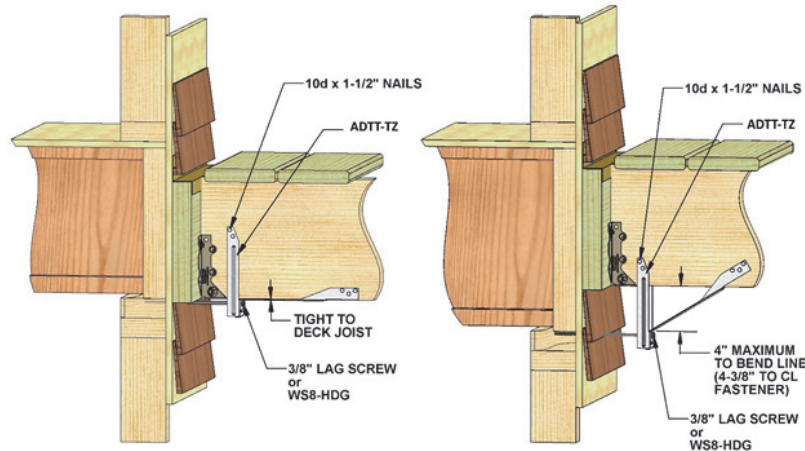 10d x 1-1/2" NAILS
ADTT-TZ
TIGHT TO
DECK JOIST
3/8" LAG SCREW
or
WS8-HDG
10d x 1-1/2" NAILS
ADTT-TZ
4" MAXIMUM
TO BEND LINE
(4-3/8" TO CL
FASTENER)
3/8" LAG SCREW
or
WS8-HDG